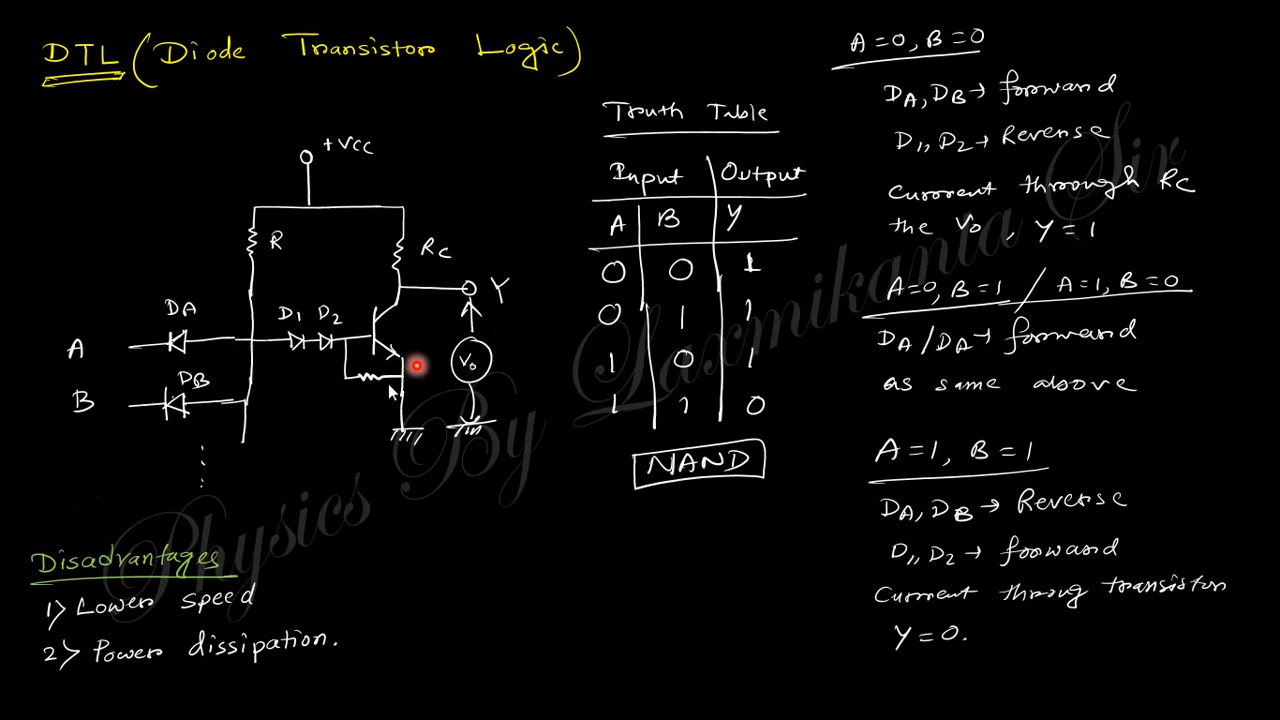 DTL (Diode Transistor Logic)
+VCC
R
RC
Y
DA
D1 D2
A
DB
B
Vo
Disadvantages
1) Lower speed
2) Power dissipation.
Truth Table
Input Output
A B Y
0 0 1
0 1 1
1 0 1
1 1 0
NAND
A=0, B=0
DA, DB → forward
D1, D2 → Reverse
Current through RC
the Vo, Y=1
A=0, B=1 / A=1, B=0
DA/DA → forward
as same above
A=1, B=1
DA, DB → Reverse
D1, D2 → forward
Current throug transistor
Y=0.
Physics By Laxmikanta Sir